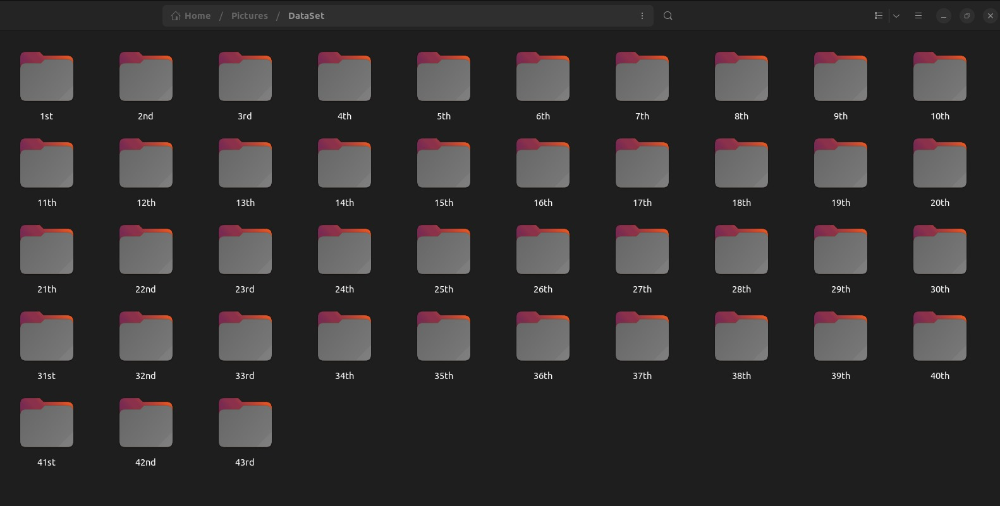 Home / Pictures / DataSet
1st 2nd 3rd 4th 5th 6th 7th 8th 9th 10th
11th 12th 13th 14th 15th 16th 17th 18th 19th 20th
21th 22nd 23rd 24th 25th 26th 27th 28th 29th 30th
31st 32nd 33rd 34th 35th 36th 37th 38th 39th 40th
41st 42nd 43rd